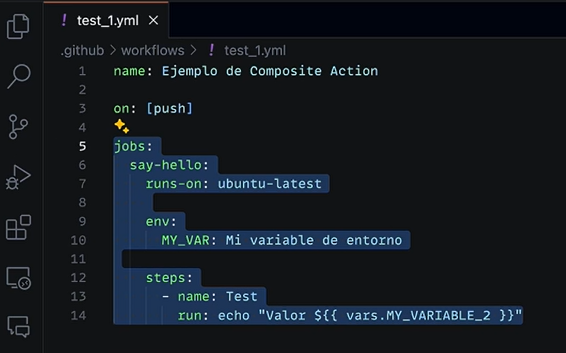 test_1.yml
.github > workflows > test_1.yml
1 name: Ejemplo de Composite Action
2
3 on: [push]
4
5 jobs:
6 say-hello:
7 runs-on: ubuntu-latest
8
9 env:
10 MY_VAR: Mi variable de entorno
11
12 steps:
13 - name: Test
14 run: echo "Valor ${{ vars.MY_VARIABLE_2 }}"